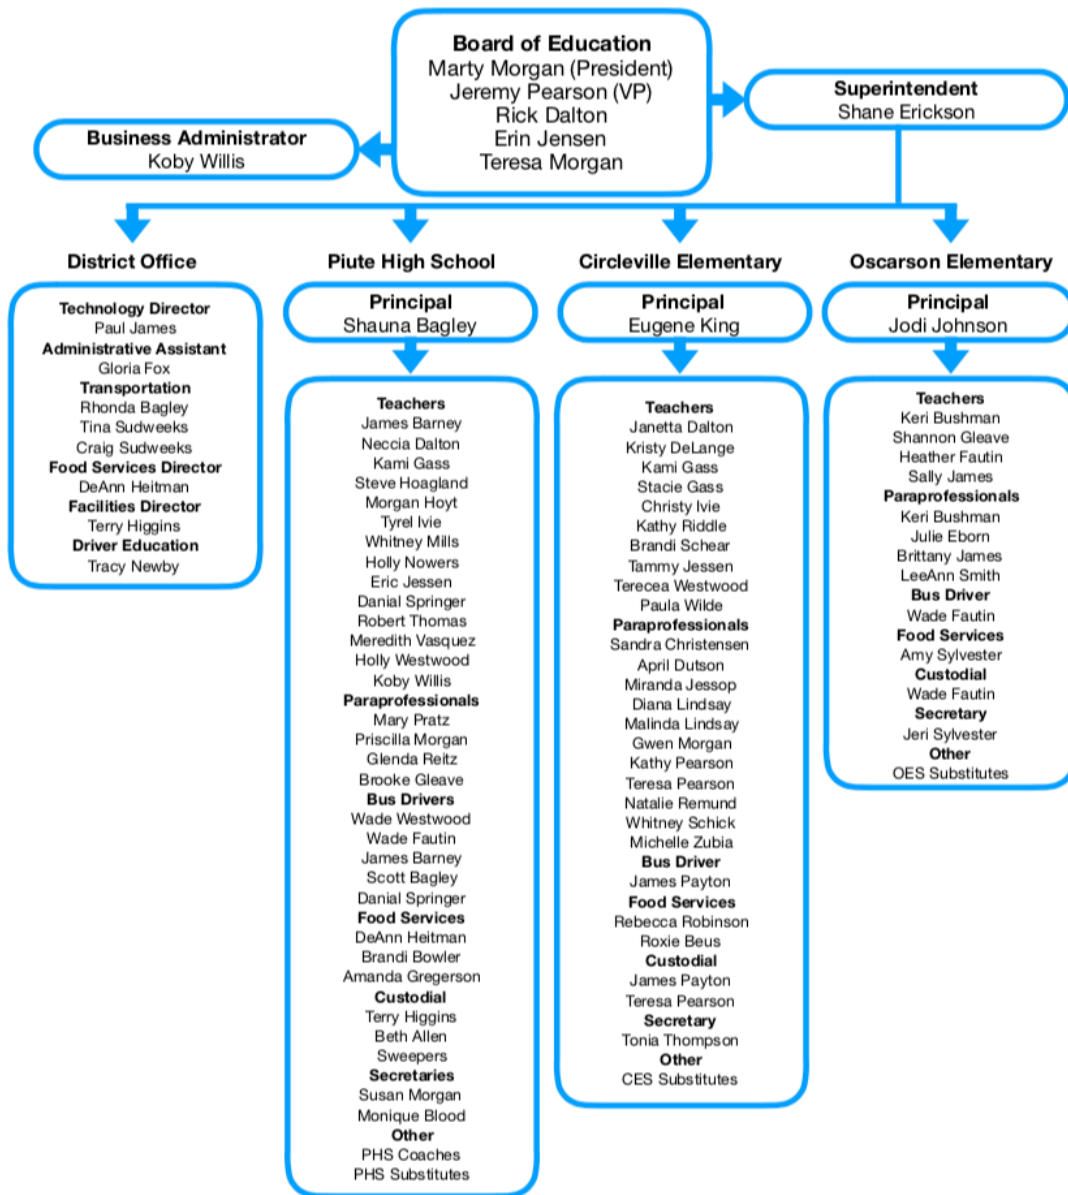 Board of Education
Marty Morgan (President)
Jeremy Pearson (VP)
Rick Dalton
Erin Jensen
Teresa Morgan
Superintendent
Shane Erickson
Business Administrator
Koby Willis
District Office
Technology Director
Paul James
Administrative Assistant
Gloria Fox
Transportation
Rhonda Bagley
Tina Sudweeks
Craig Sudweeks
Food Services Director
DeAnn Heitman
Facilities Director
Terry Higgins
Driver Education
Tracy Newby
Piute High School
Principal
Shauna Bagley
Teachers
James Barney
Neccia Dalton
Kami Gass
Steve Hoagland
Morgan Hoyt
Tyrel Ivie
Whitney Mills
Holly Nowers
Eric Jessen
Danial Springer
Robert Thomas
Meredith Vasquez
Holly Westwood
Koby Willis
Paraprofessionals
Mary Pratz
Priscilla Morgan
Glenda Reitz
Brooke Gleave
Bus Drivers
Wade Westwood
Wade Fautin
James Barney
Scott Bagley
Danial Springer
Food Services
DeAnn Heitman
Brandi Bowler
Amanda Gregerson
Custodial
Terry Higgins
Beth Allen
Sweepers
Secretaries
Susan Morgan
Monique Blood
Other
PHS Coaches
PHS Substitutes
Circleville Elementary
Principal
Eugene King
Teachers
Janetta Dalton
Kristy DeLange
Kami Gass
Stacie Gass
Christy Ivie
Kathy Riddle
Brandi Schear
Tammy Jessen
Terecea Westwood
Paula Wilde
Paraprofessionals
Sandra Christensen
April Dutson
Miranda Jessop
Diana Lindsay
Malinda Lindsay
Gwen Morgan
Kathy Pearson
Teresa Pearson
Natalie Remund
Whitney Schick
Michelle Zubia
Bus Driver
James Payton
Food Services
Rebecca Robinson
Roxie Beus
Custodial
James Payton
Teresa Pearson
Secretary
Tonia Thompson
Other
CES Substitutes
Oscarson Elementary
Principal
Jodi Johnson
Teachers
Keri Bushman
Shannon Gleave
Heather Fautin
Sally James
Paraprofessionals
Keri Bushman
Julie Eborn
Brittany James
LeeAnn Smith
Bus Driver
Wade Fautin
Food Services
Amy Sylvester
Custodial
Wade Fautin
Secretary
Jeri Sylvester
Other
OES Substitutes